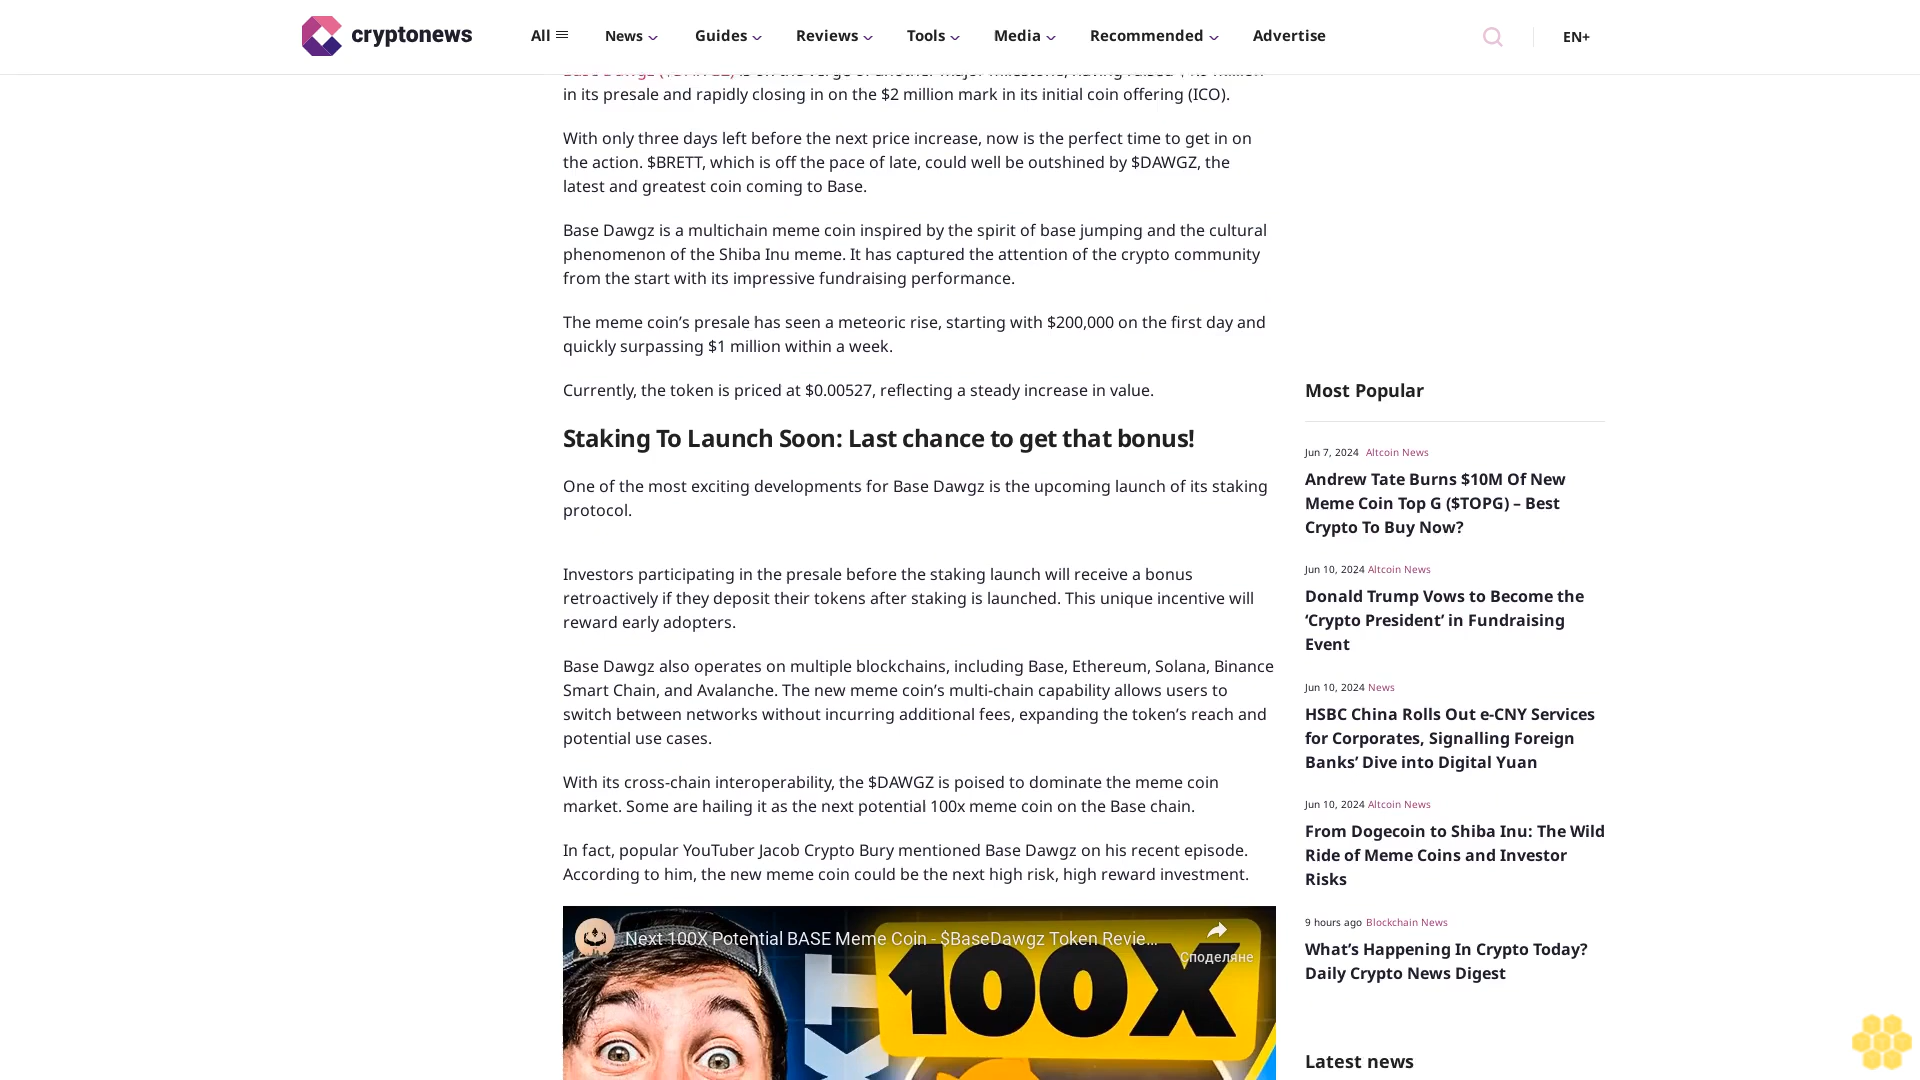 cryptonews
All
News
Guides
Reviews
Tools
Media
Recommended
Advertise
EN+
in its presale and rapidly closing in on the $2 million mark in its initial coin offering (ICO).
With only three days left before the next price increase, now is the perfect time to get in on
the action. $BRETT, which is off the pace of late, could well be outshined by $DAWGZ, the
latest and greatest coin coming to Base.
Base Dawgz is a multichain meme coin inspired by the spirit of base jumping and the cultural
phenomenon of the Shiba Inu meme. It has captured the attention of the crypto community
from the start with its impressive fundraising performance.
The meme coin’s presale has seen a meteoric rise, starting with $200,000 on the first day and
quickly surpassing $1 million within a week.
Currently, the token is priced at $0.00527, reflecting a steady increase in value.
Staking To Launch Soon: Last chance to get that bonus!
One of the most exciting developments for Base Dawgz is the upcoming launch of its staking
protocol.
Investors participating in the presale before the staking launch will receive a bonus
retroactively if they deposit their tokens after staking is launched. This unique incentive will
reward early adopters.
Base Dawgz also operates on multiple blockchains, including Base, Ethereum, Solana, Binance
Smart Chain, and Avalanche. The new meme coin’s multi-chain capability allows users to
switch between networks without incurring additional fees, expanding the token’s reach and
potential use cases.
With its cross-chain interoperability, the $DAWGZ is poised to dominate the meme coin
market. Some are hailing it as the next potential 100x meme coin on the Base chain.
In fact, popular YouTuber Jacob Crypto Bury mentioned Base Dawgz on his recent episode.
According to him, the new meme coin could be the next high risk, high reward investment.
Next 100X Potential BASE Meme Coin - $BaseDawgz Token Revie...
Споделяне
100X
Most Popular
Jun 7, 2024 Altcoin News
Andrew Tate Burns $10M Of New
Meme Coin Top G ($TOPG) – Best
Crypto To Buy Now?
Jun 10, 2024 Altcoin News
Donald Trump Vows to Become the
‘Crypto President’ in Fundraising
Event
Jun 10, 2024 News
HSBC China Rolls Out e-CNY Services
for Corporates, Signalling Foreign
Banks’ Dive into Digital Yuan
Jun 10, 2024 Altcoin News
From Dogecoin to Shiba Inu: The Wild
Ride of Meme Coins and Investor
Risks
9 hours ago Blockchain News
What’s Happening In Crypto Today?
Daily Crypto News Digest
Latest news